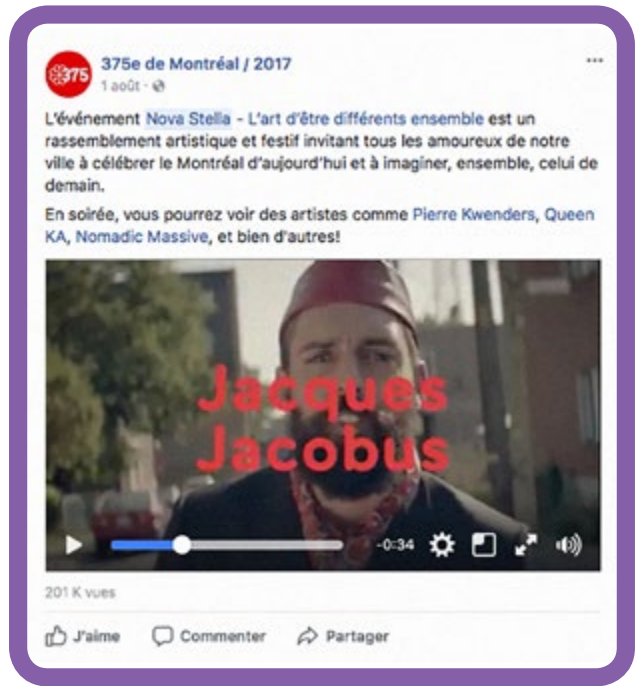 375
375e de Montréal / 2017
1 août
L'événement Nova Stella - L'art d'être différents ensemble est un
rassemblement artistique et festif invitant tous les amoureux de notre
ville à célébrer le Montréal d'aujourd'hui et à imaginer, ensemble, celui de
demain.
En soirée, vous pourrez voir des artistes comme Pierre Kwenders, Queen
KA, Nomadic Massive, et bien d'autres!
Jacques
Jacobus
-0:34
201 K vues
J'aime Commenter Partager